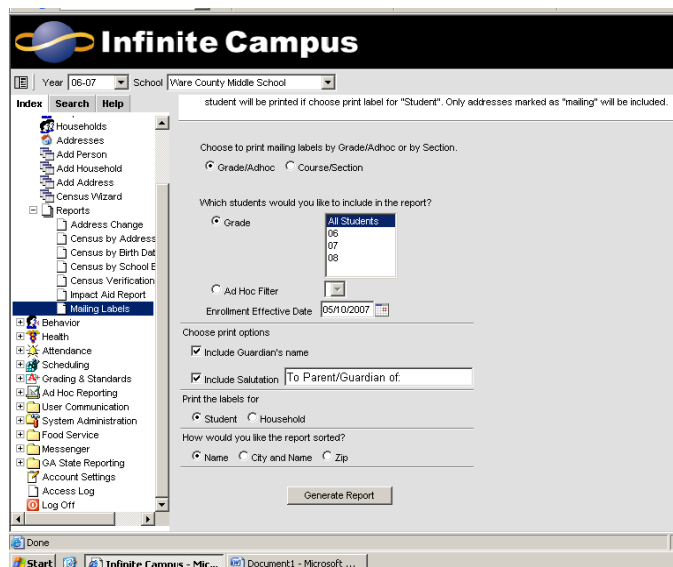 Infinite Campus
Year 06-07 School Ware County Middle School
Index Search Help
student will be printed if choose print label for "Student". Only addresses marked as "mailing" will be included.
Households
Addresses
Add Person
Add Household
Add Address
Census Wizard
Reports
Address Change
Census by Address
Census by Birth Dat
Census by School E
Census Verification
Impact Aid Report
Mailing Labels
Behavior
Health
Attendance
Scheduling
Grading & Standards
Ad Hoc Reporting
User Communication
System Administration
Food Service
Messenger
GA State Reporting
Account Settings
Access Log
Log Off
Choose to print mailing labels by Grade/Adhoc or by Section.
Grade/Adhoc Course/Section
Which students would you like to include in the report?
Grade
All Students
06
07
08
Ad Hoc Filter
Enrollment Effective Date 05/10/2007
Choose print options
Include Guardian's name
Include Salutation To Parent/Guardian of:
Print the labels for
Student Household
How would you like the report sorted?
Name City and Name Zip
Generate Report
Done
Start Infinite Campus - Mic... Document1 - Microsoft ...